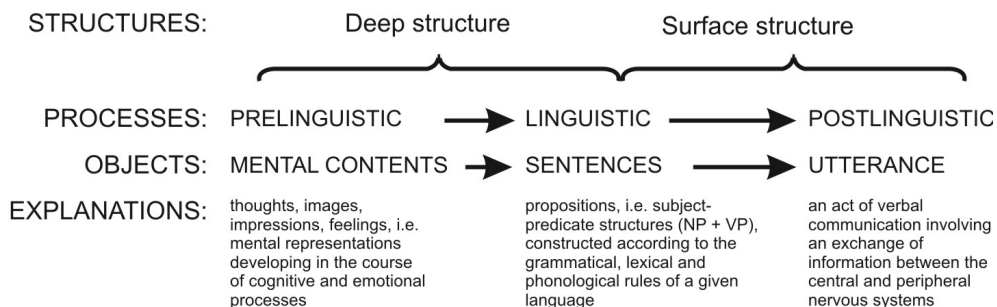 STRUCTURES: Deep structure Surface structure
PROCESSES: PRELINGUISTIC LINGUISTIC POSTLINGUISTIC
OBJECTS: MENTAL CONTENTS SENTENCES UTTERANCE
EXPLANATIONS:
thoughts, images,
impressions, feelings, i.e.
mental representations
developing in the course
of cognitive and emotional
processes
propositions, i.e. subject-
predicate structures (NP + VP),
constructed according to the
grammatical, lexical and
phonological rules of a given
language
an act of verbal
communication involving
an exchange of
information between the
central and peripheral
nervous systems